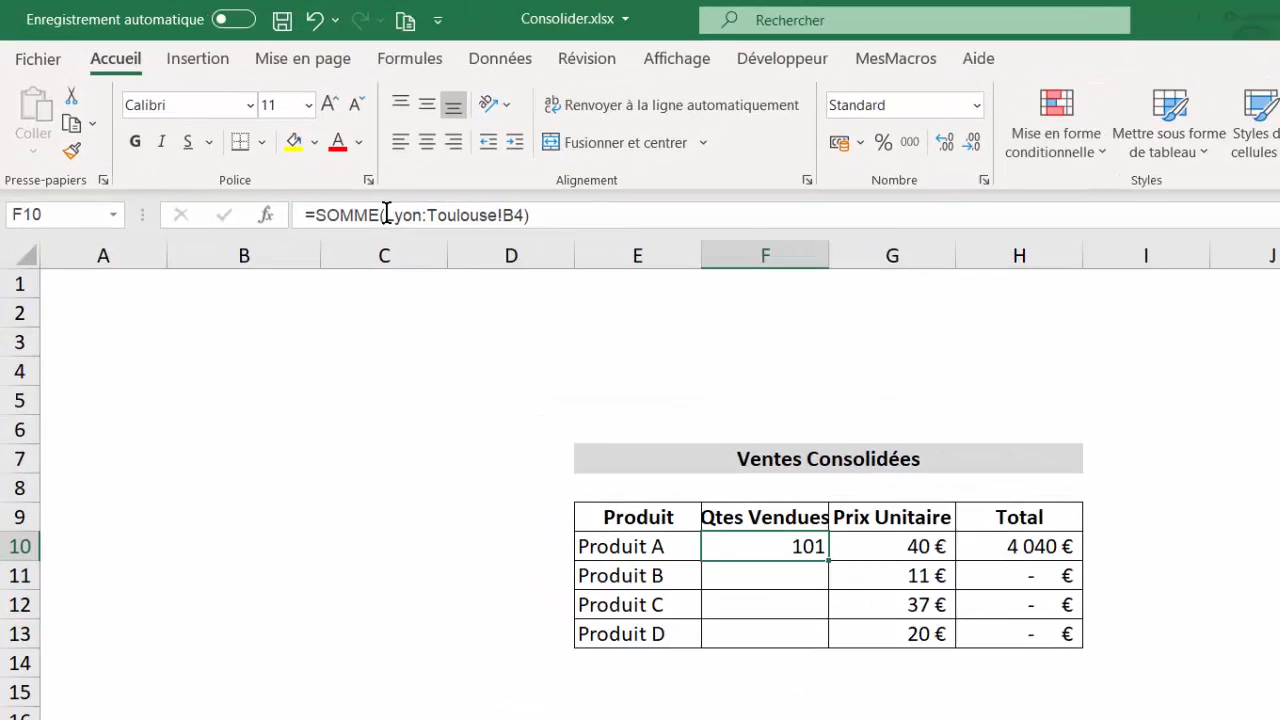 Enregistrement automatique Consolider.xlsx Rechercher
Fichier Accueil Insertion Mise en page Formules Données Révision Affichage Développeur MesMacros Aide
Coller Calibri 11 Renvoyer à la ligne automatiquement Standard
G I S A Fusionner et centrer % 000
Mise en forme conditionnelle Mettre sous forme de tableau Styles de cellules
Presse-papiers Police Alignement Nombre
F10 fx =SOMME(Lyon:Toulouse!B4)
A B C D E F G H I J
1
2
3
4
5
6
7 Ventes Consolidées
8
9 Produit Qtes Vendues Prix Unitaire Total
10 Produit A 101 40 € 4 040 €
11 Produit B 11 € - €
12 Produit C 37 € - €
13 Produit D 20 € - €
14
15